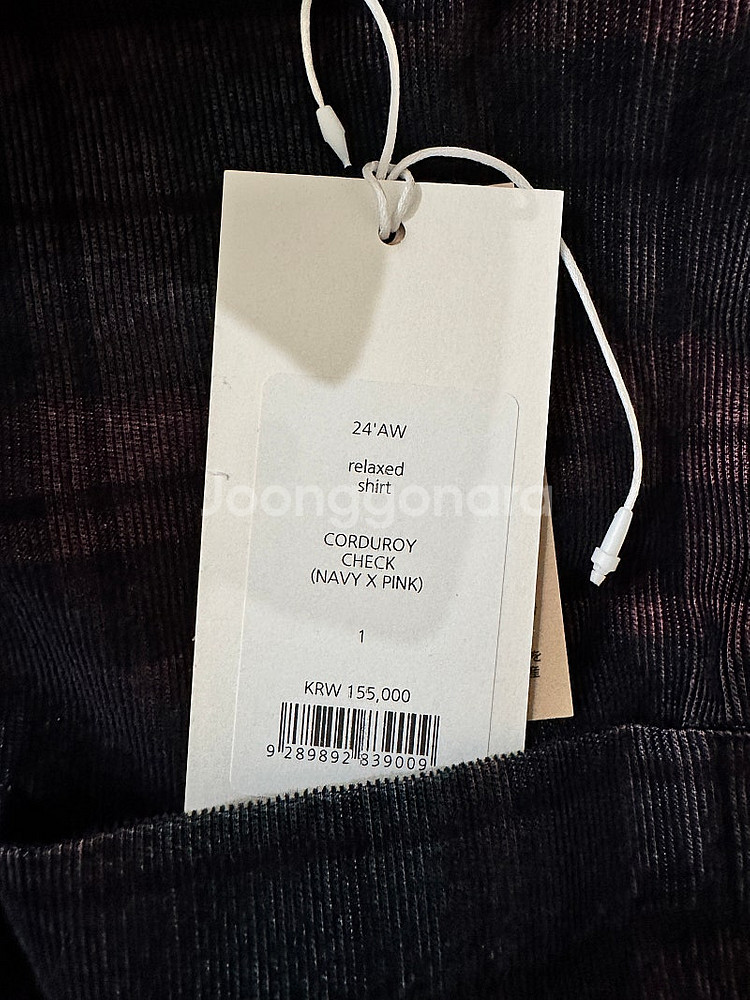 24'AW
relaxed
shirt
Joonggonara
CORDUROY
CHECK
(NAVY X PINK)
1
KRW 155,000
9 289892 839009